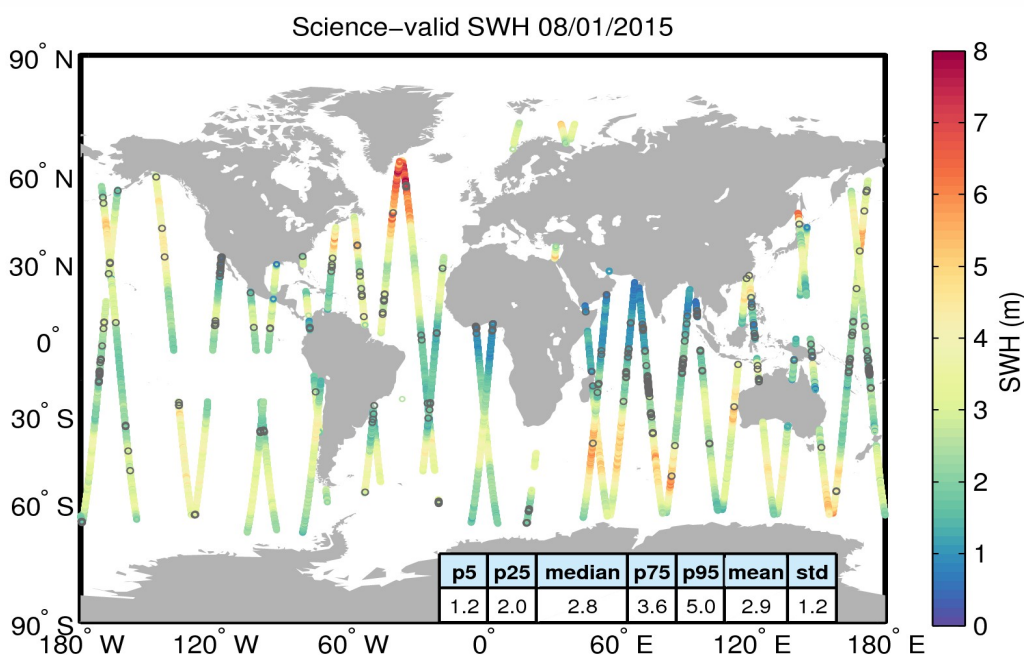 Science−valid SWH 08/01/2015
90° N
60° N
30° N
0°
30° S
60° S
90° S
180° W
120° W
60° W
0°
60° E
120° E
180° E
p5 p25 median p75 p95 mean std
1.2 2.0 2.8 3.6 5.0 2.9 1.2
8
7
6
5
4
3
2
1
0
SWH (m)